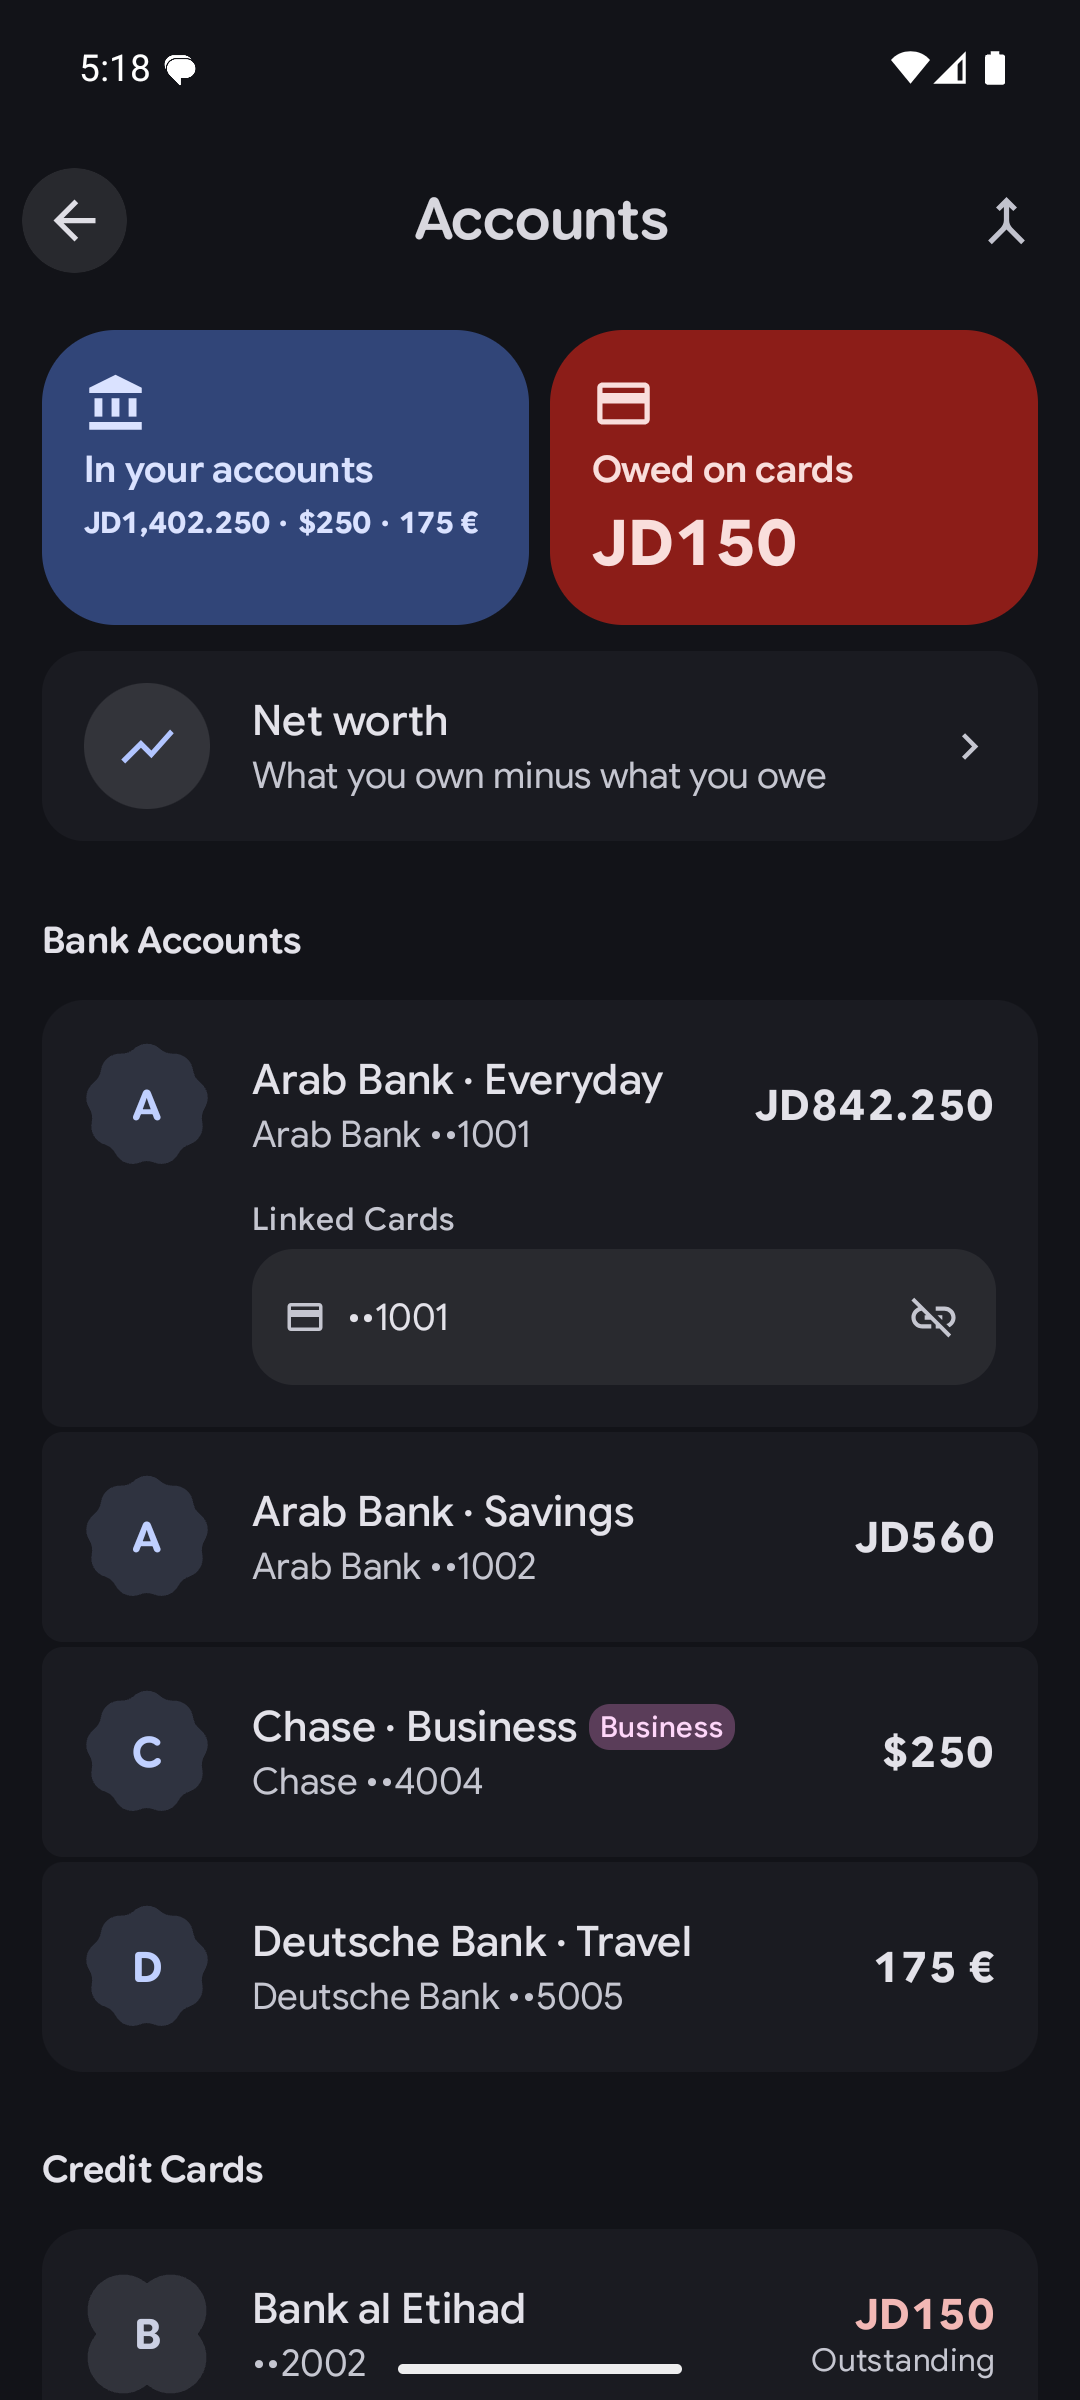 5:18
Accounts
In your accounts
JD1,402.250 · $250 · 175 €
Owed on cards
JD150
Net worth
What you own minus what you owe
Bank Accounts
A
Arab Bank · Everyday
Arab Bank ••1001
JD842.250
Linked Cards
••1001
A
Arab Bank · Savings
Arab Bank ••1002
JD560
C
Chase · Business Business
Chase ••4004
$250
D
Deutsche Bank · Travel
Deutsche Bank ••5005
175 €
Credit Cards
B
Bank al Etihad
••2002
JD150
Outstanding